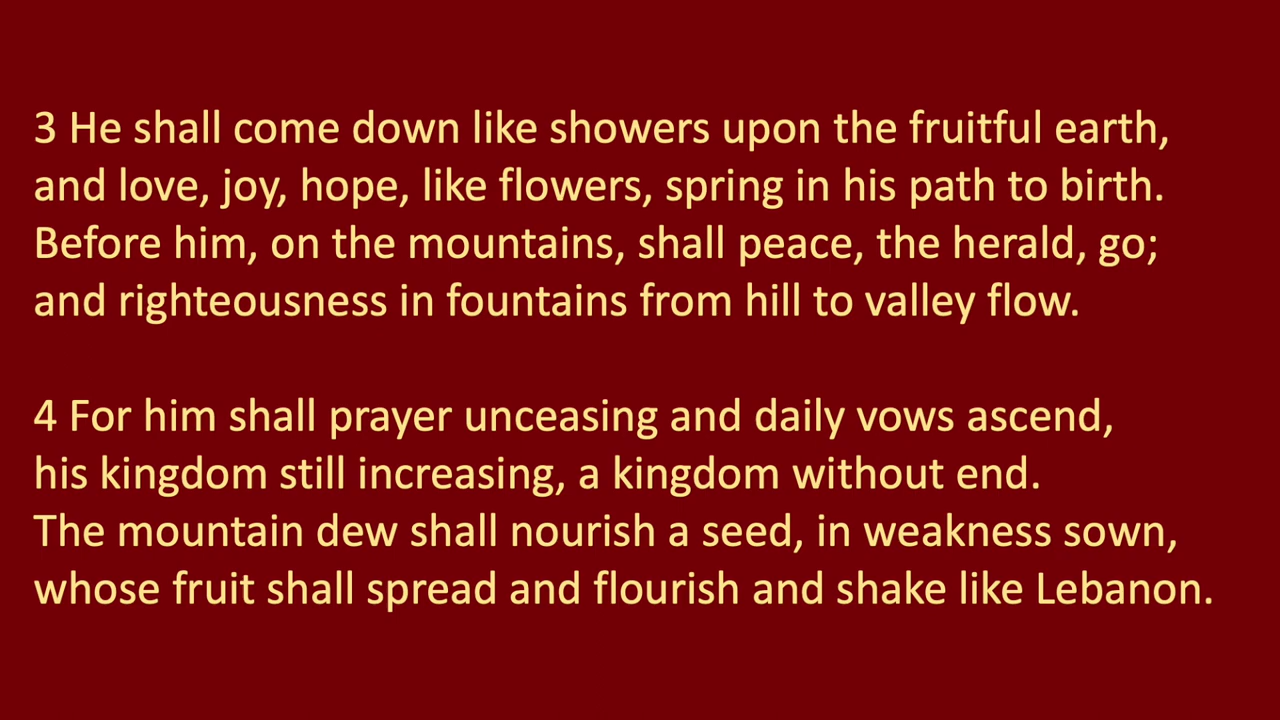 3 He shall come down like showers upon the fruitful earth,
and love, joy, hope, like flowers, spring in his path to birth.
Before him, on the mountains, shall peace, the herald, go;
and righteousness in fountains from hill to valley flow.
4 For him shall prayer unceasing and daily vows ascend,
his kingdom still increasing, a kingdom without end.
The mountain dew shall nourish a seed, in weakness sown,
whose fruit shall spread and flourish and shake like Lebanon.